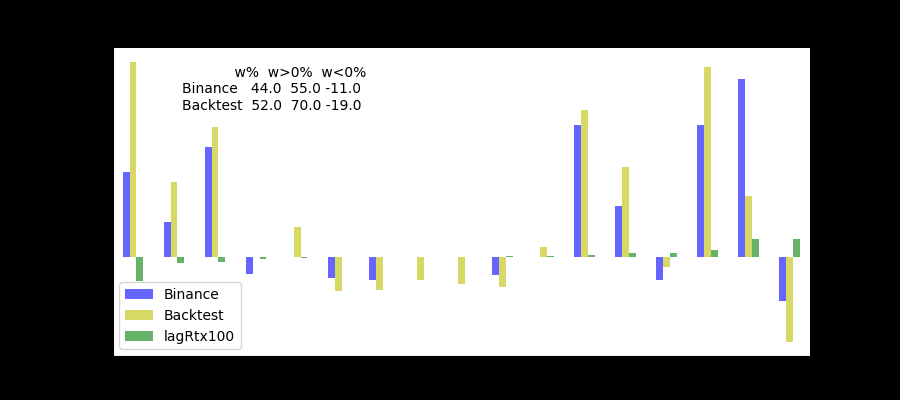 w% w>0% w<0%
Binance 44.0 55.0 -11.0
Backtest 52.0 70.0 -19.0
Binance
Backtest
lagRtx100